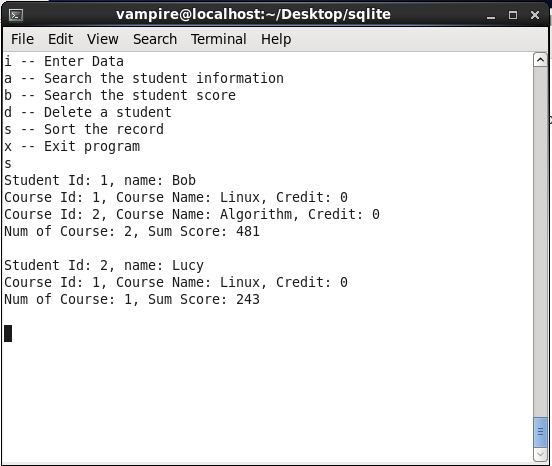 vampire@localhost:~/Desktop/sqlite
File Edit View Search Terminal Help
i -- Enter Data
a -- Search the student information
b -- Search the student score
d -- Delete a student
s -- Sort the record
x -- Exit program
s
Student Id: 1, name: Bob
Course Id: 1, Course Name: Linux, Credit: 0
Course Id: 2, Course Name: Algorithm, Credit: 0
Num of Course: 2, Sum Score: 481
Student Id: 2, name: Lucy
Course Id: 1, Course Name: Linux, Credit: 0
Num of Course: 1, Sum Score: 243